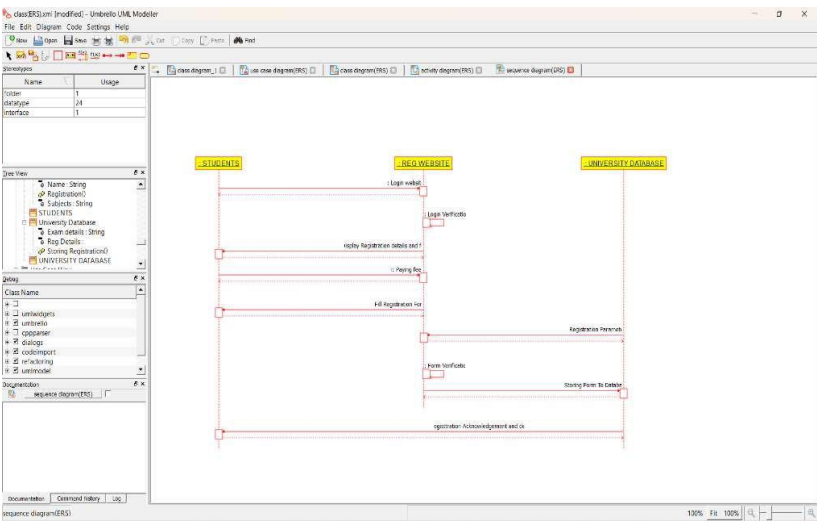 class(ERS).xmi [modified] - Umbrello UML Modeller
File Edit Diagram Code Settings Help
New Open Save Cut Copy Paste Find
Stereotypes
class diagram_1 use case diagram(ERS) class diagram(ERS) activity diagram(ERS) sequence diagram(ERS)
Name Usage
folder 1
datatype 24
interface 1
Tree View
Name : String
Registration()
Subjects : String
STUDENTS
University Database
Exam details : String
Reg Details :
Storing Registration()
UNIVERSITY DATABASE
Debug
Class Name
umlwidgets
umbrello
cppparser
dialogs
codeimport
refactoring
umlmodel
Documentation
sequence diagram(ERS)
Documentation Command history Log
: STUDENTS : REG WEBSITE : UNIVERSITY DATABASE
: Login websit
: Login Verificatio
isplay Registration details and f
: Paying fee
Fill Registration For
Registration Paramab
: Form Verificatio
Storing Form To Databa
egistration Acknowledgement and
sequence diagram(ERS)
100% Fit 100%